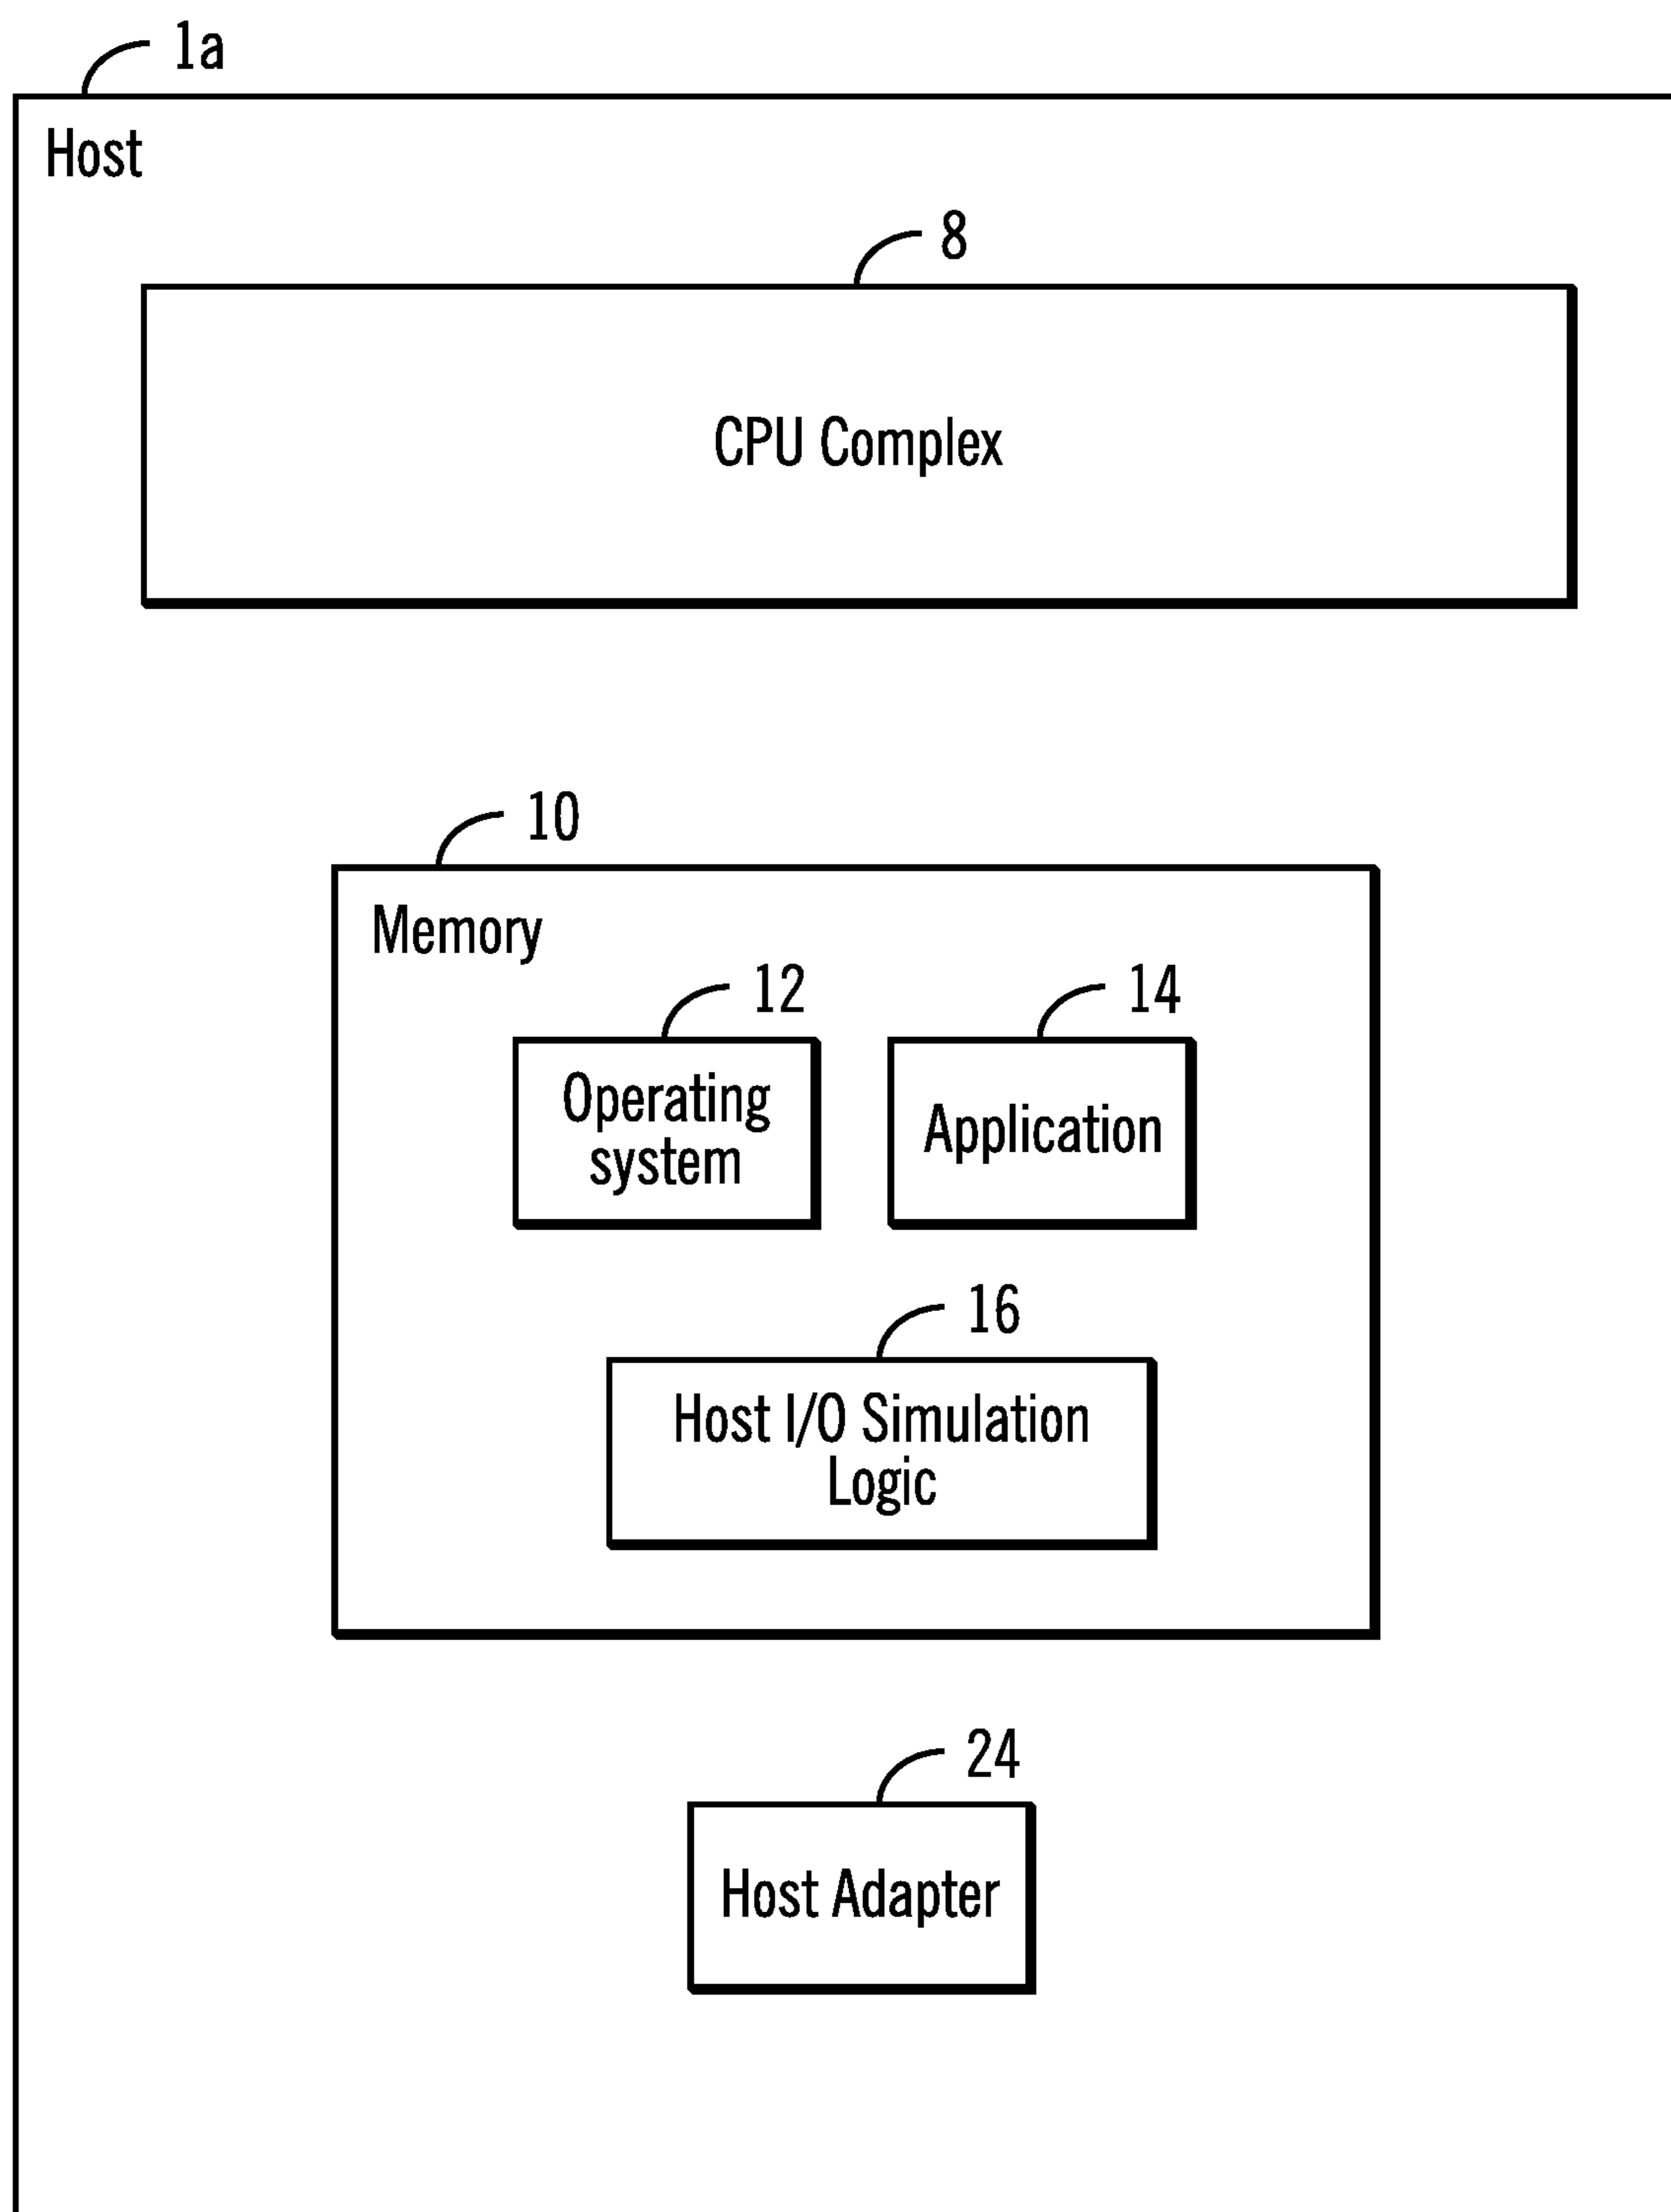 1a
Host
8
CPU Complex
10
Memory
12
14
Operating
system
Application
16
Host I/O Simulation
Logic
24
Host Adapter